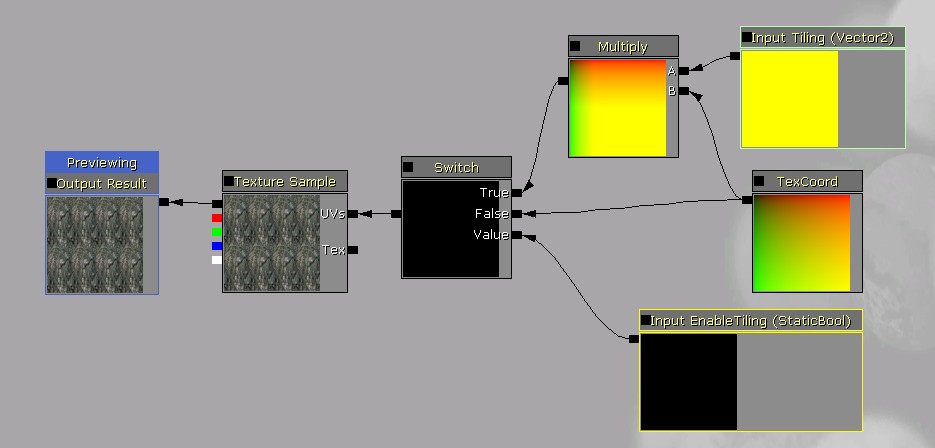 Multiply
A
B
Input Tiling (Vector2)
Previewing
Output Result
Texture Sample
UVs
Tex
Switch
True
False
Value
TexCoord
Input EnableTiling (StaticBool)